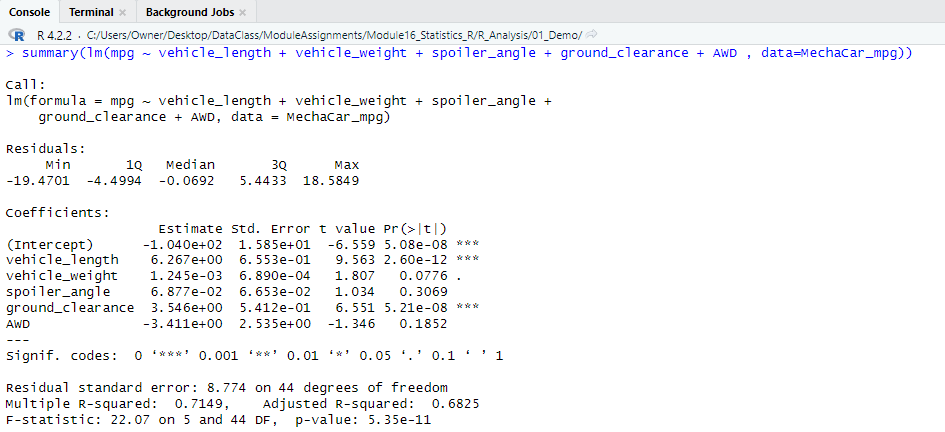 Console Terminal × Background Jobs ×
R 4.2.2 · C:/Users/Owner/Desktop/DataClass/ModuleAssignments/Module16_Statistics_R/R_Analysis/01_Demo/
> summary(lm(mpg ~ vehicle_length + vehicle_weight + spoiler_angle + ground_clearance + AWD , data=MechaCar_mpg))
Call:
lm(formula = mpg ~ vehicle_length + vehicle_weight + spoiler_angle +
    ground_clearance + AWD, data = MechaCar_mpg)
Residuals:
     Min       1Q   Median       3Q      Max
-19.4701  -4.4994  -0.0692   5.4433  18.5849
Coefficients:
                   Estimate Std. Error t value Pr(>|t|)
(Intercept)      -1.040e+02  1.585e+01  -6.559 5.08e-08 ***
vehicle_length    6.267e+00  6.553e-01   9.563 2.60e-12 ***
vehicle_weight    1.245e-03  6.890e-04   1.807   0.0776 .
spoiler_angle     6.877e-02  6.653e-02   1.034   0.3069
ground_clearance  3.546e+00  5.412e-01   6.551 5.21e-08 ***
AWD              -3.411e+00  2.535e+00  -1.346   0.1852
---
Signif. codes:  0 ‘***’ 0.001 ‘**’ 0.01 ‘*’ 0.05 ‘.’ 0.1 ‘ ’ 1
Residual standard error: 8.774 on 44 degrees of freedom
Multiple R-squared:  0.7149,    Adjusted R-squared:  0.6825
F-statistic: 22.07 on 5 and 44 DF,  p-value: 5.35e-11